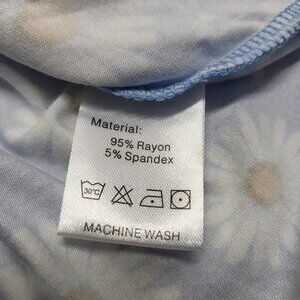 Material:
95% Rayon
5% Spandex
30°C
MACHINE WASH